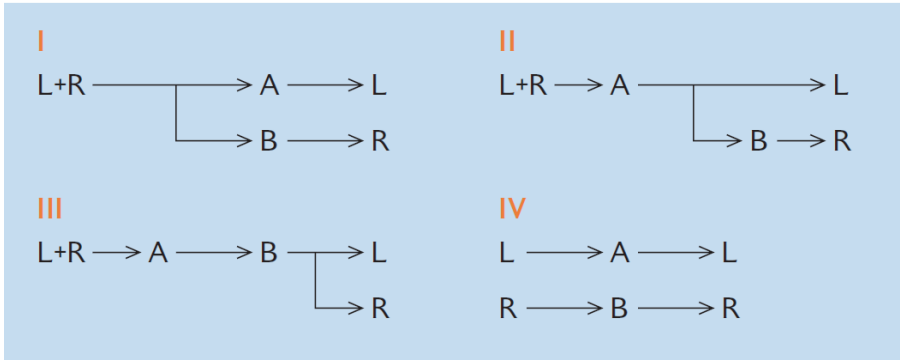 I
L+R A L
B R
II
L+R A L
B R
III
L+R A B L
R
IV
L A L
R B R